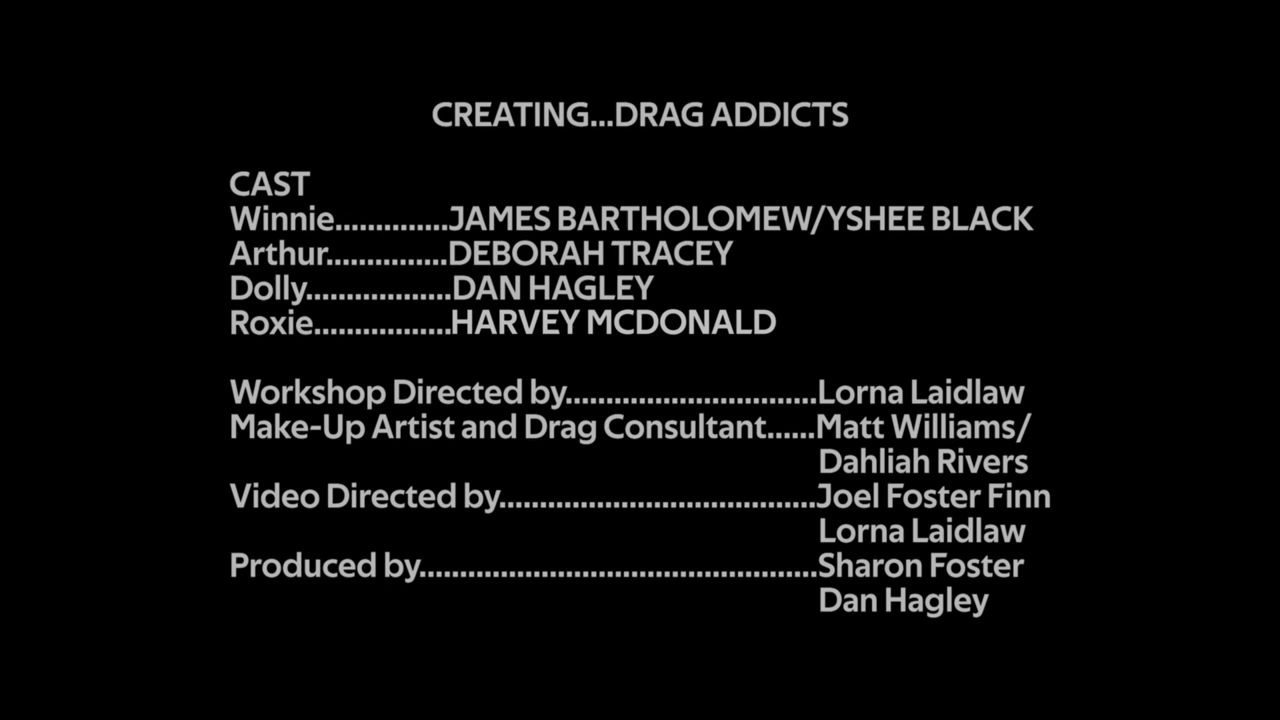 CREATING...DRAG ADDICTS
CAST
Winnie..............JAMES BARTHOLOMEW/YSHEE BLACK
Arthur...............DEBORAH TRACEY
Dolly..................DAN HAGLEY
Roxie.................HARVEY MCDONALD
Workshop Directed by...............................Lorna Laidlaw
Make-Up Artist and Drag Consultant......Matt Williams/
Dahliah Rivers
Video Directed by.......................................Joel Foster Finn
Lorna Laidlaw
Produced by.................................................Sharon Foster
Dan Hagley